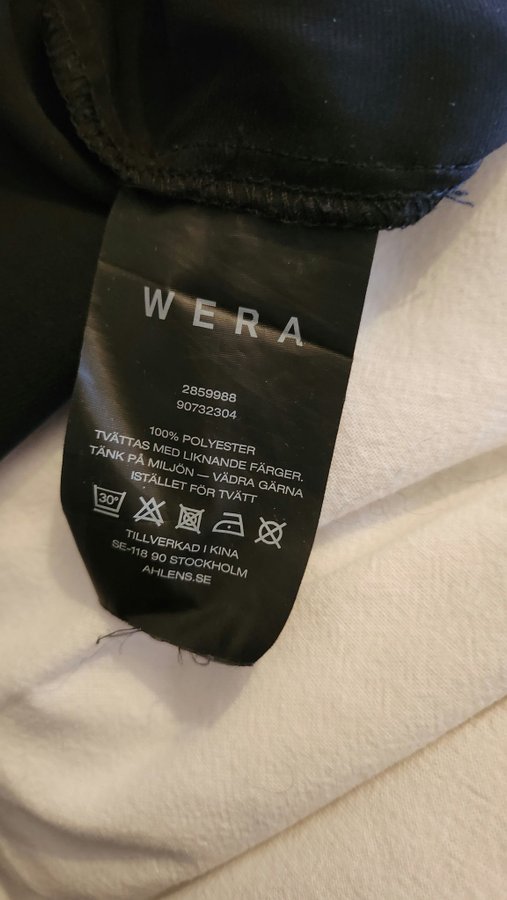 WERA
2859988
90732304
100% POLYESTER
TVÄTTAS MED LIKNANDE FÄRGER.
TÄNK PÅ MILJÖN — VÄDRA GÄRNA
ISTÄLLET FÖR TVÄTT
30°
TILLVERKAD I KINA
SE-118 90 STOCKHOLM
AHLENS.SE